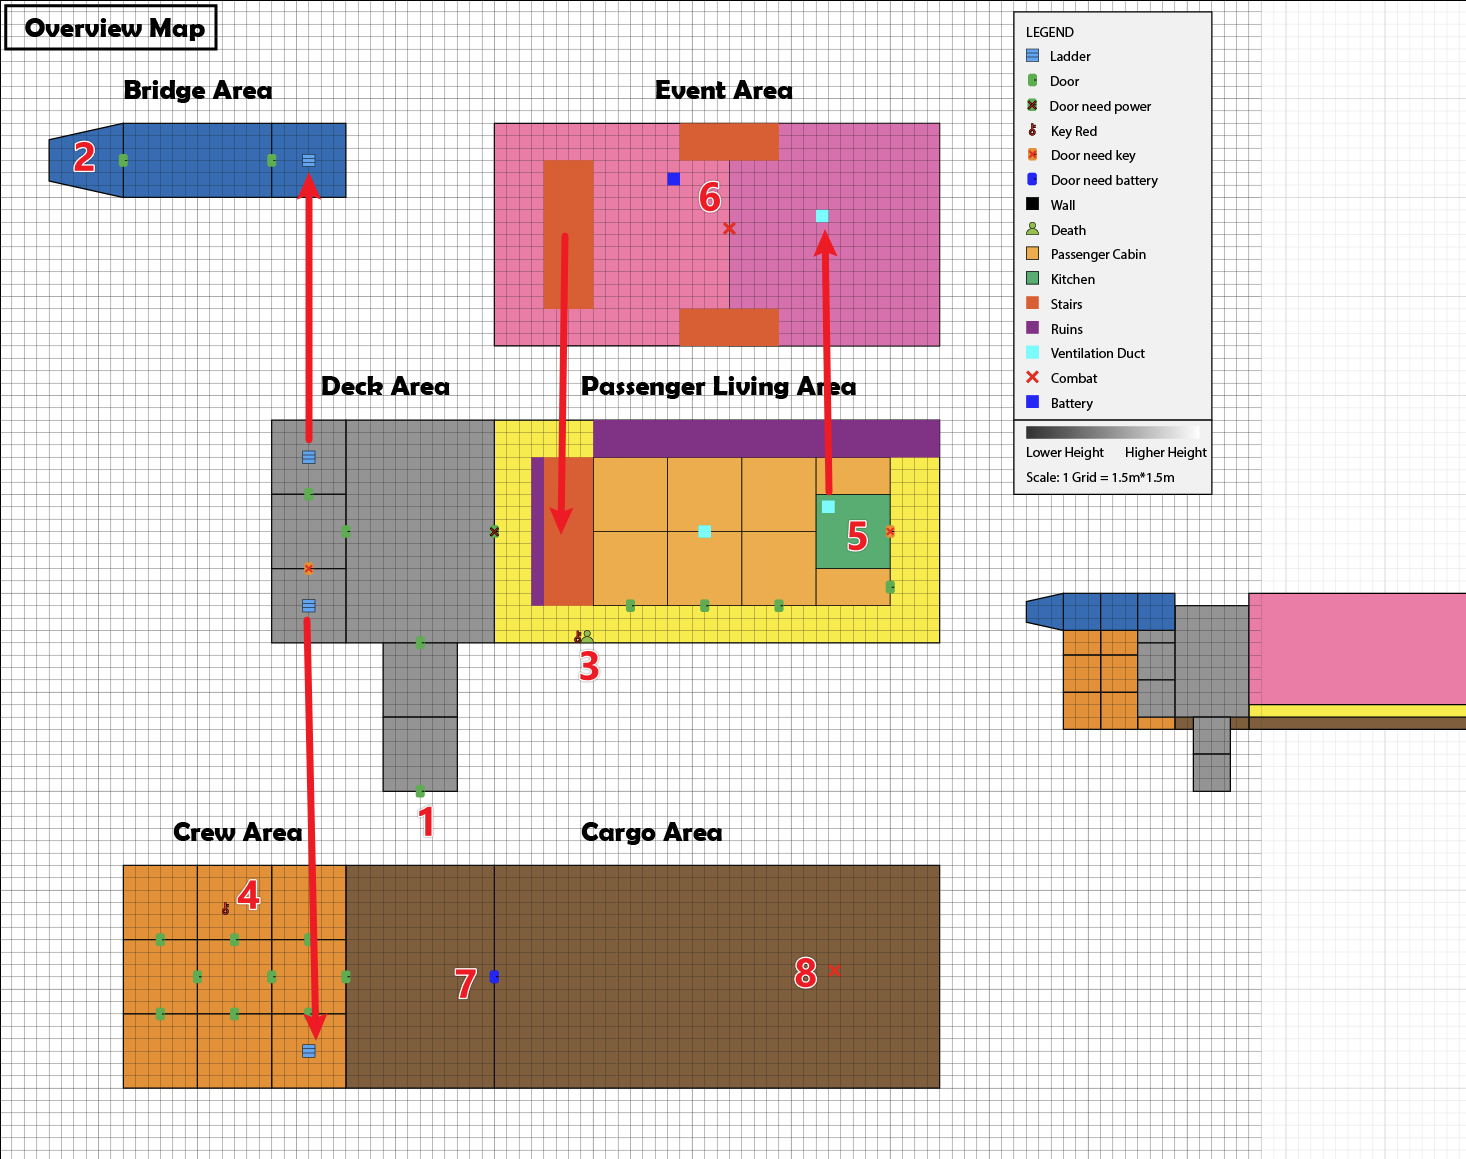 Overview Map
Bridge Area
Event Area
2
6
LEGEND
Ladder
Door
Door need power
Key Red
Door need key
Door need battery
Wall
Death
Passenger Cabin
Kitchen
Stairs
Ruins
Ventilation Duct
Combat
Battery
Lower Height
Higher Height
Scale: 1 Grid = 1.5m*1.5m
Deck Area
Passenger Living Area
5
3
1
Crew Area
Cargo Area
4
7
8